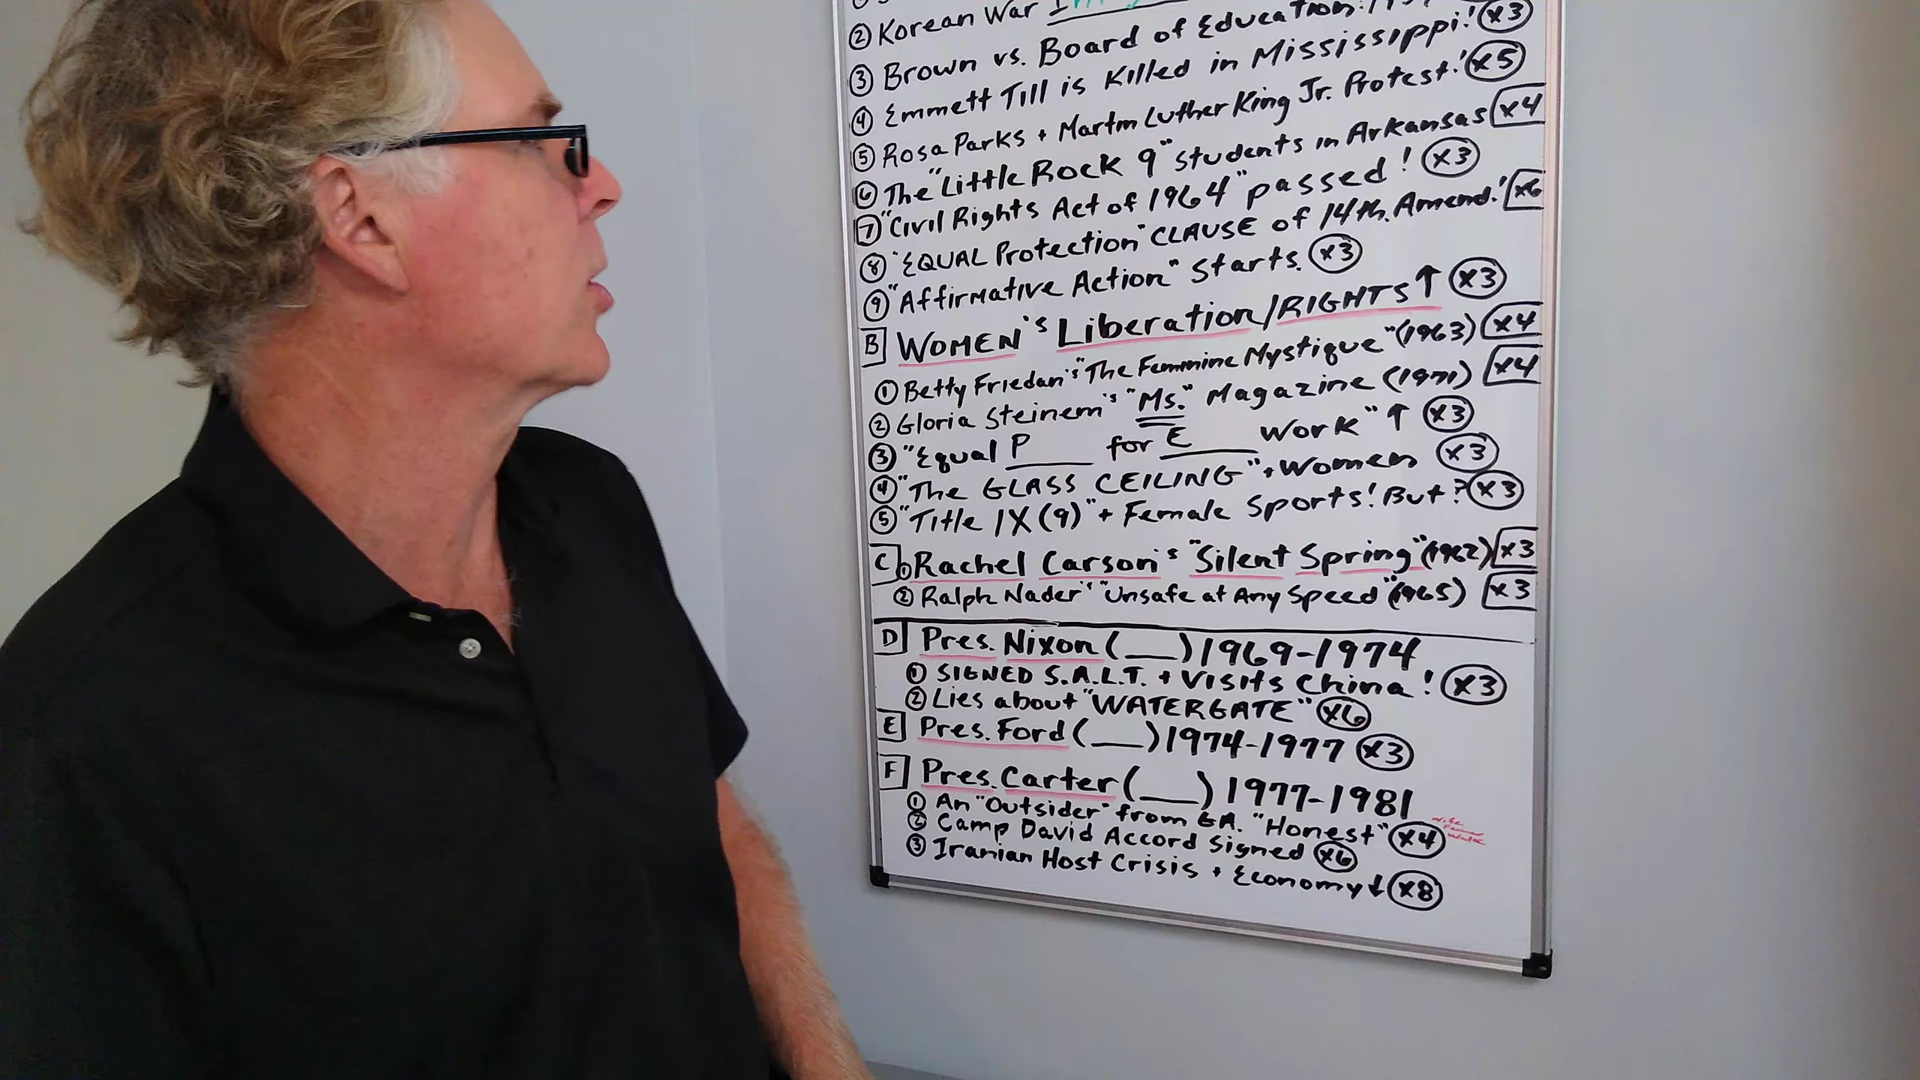 ② Korean War
③ Brown vs. Board of Education!
④ Emmett Till is Killed in Mississippi! x3
⑤ Rosa Parks + Martin Luther King Jr. Protest! x5
⑥ The "Little Rock 9" students in Arkansas x4
7 "Civil Rights Act of 1964" passed! x3
⑧ "EQUAL Protection" CLAUSE of 14th. Amend.! x6
⑨ "Affirmative Action" Starts. x3
B WOMEN's Liberation/RIGHTS ↑ x3
① Betty Friedan's "The Feminine Mystique" (1963) x4
② Gloria Steinem's "Ms." Magazine (1971) x4
③ "Equal P____ for E____ Work" ↑ x3
④ "The GLASS CEILING" + Women x3
⑤ "Title IX (9)" + Female Sports! But? x3
C ① Rachel Carson's "Silent Spring" (1962) x3
② Ralph Nader's "Unsafe at Any Speed" (1965) x3
D Pres. Nixon (___) 1969-1974
① SIGNED S.A.L.T. + Visits China! x3
② Lies about "WATERGATE" x6
E Pres. Ford (___) 1974-1977 x3
F Pres. Carter (___) 1977-1981
① An "Outsider" from GA. "Honest" x4
② Camp David Accord Signed x6
③ Iranian Host Crisis + Economy ↓ x8